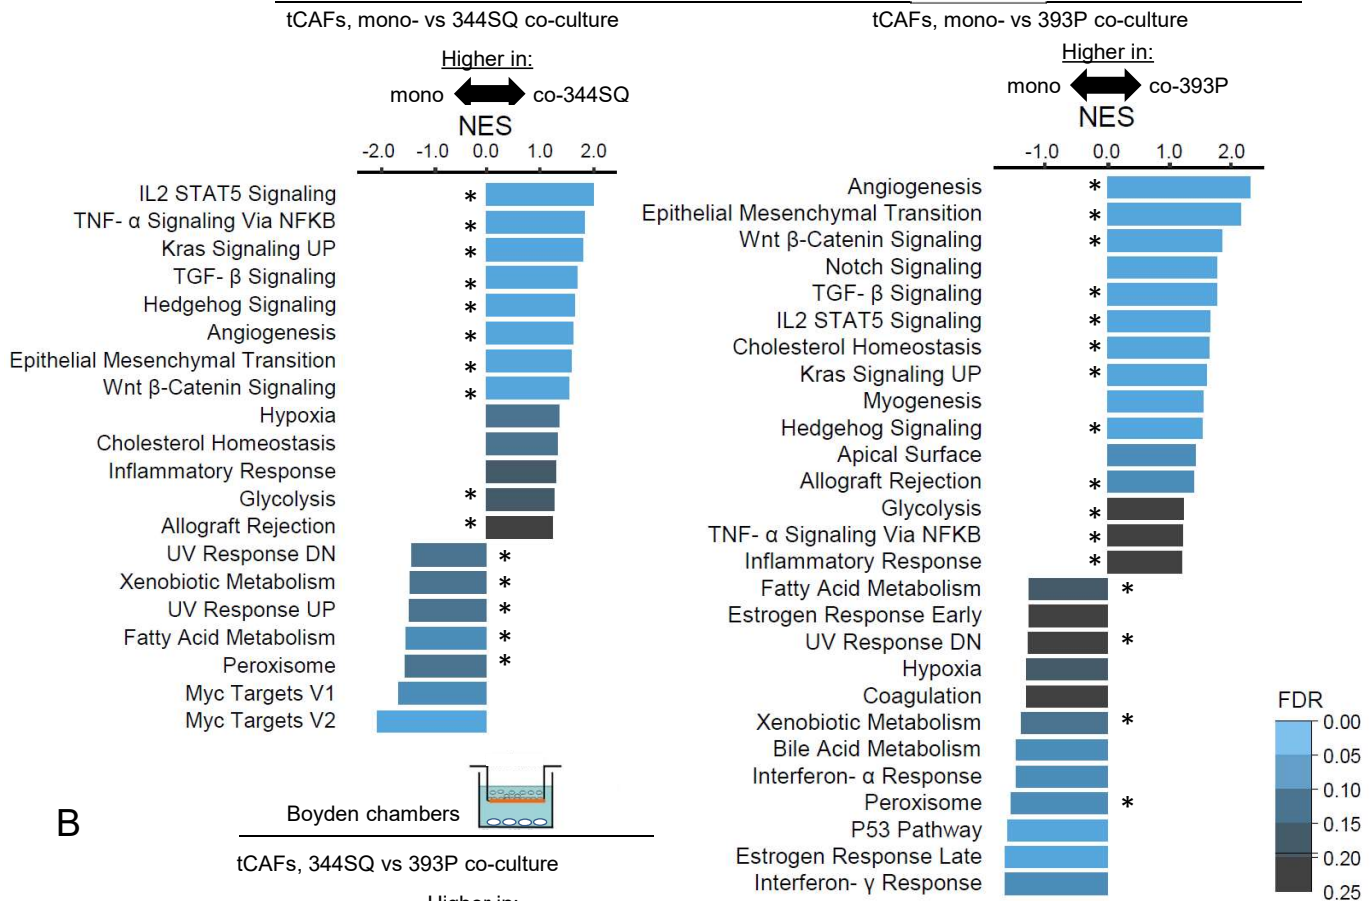 tCAFs, mono- vs 344SQ co-culture
Higher in:
mono co-344SQ
NES
-2.0 -1.0 0.0 1.0 2.0
IL2 STAT5 Signaling *
TNF- α Signaling Via NFKB *
Kras Signaling UP *
TGF- β Signaling *
Hedgehog Signaling *
Angiogenesis *
Epithelial Mesenchymal Transition *
Wnt β-Catenin Signaling *
Hypoxia
Cholesterol Homeostasis
Inflammatory Response
Glycolysis *
Allograft Rejection *
UV Response DN *
Xenobiotic Metabolism *
UV Response UP *
Fatty Acid Metabolism *
Peroxisome *
Myc Targets V1
Myc Targets V2
tCAFs, mono- vs 393P co-culture
Higher in:
mono co-393P
NES
-1.0 0.0 1.0 2.0
Angiogenesis *
Epithelial Mesenchymal Transition *
Wnt β-Catenin Signaling *
Notch Signaling
TGF- β Signaling *
IL2 STAT5 Signaling *
Cholesterol Homeostasis *
Kras Signaling UP *
Myogenesis
Hedgehog Signaling *
Apical Surface
Allograft Rejection *
Glycolysis *
TNF- α Signaling Via NFKB *
Inflammatory Response *
Fatty Acid Metabolism *
Estrogen Response Early
UV Response DN *
Hypoxia
Coagulation
Xenobiotic Metabolism *
Bile Acid Metabolism
Interferon- α Response
Peroxisome *
P53 Pathway
Estrogen Response Late
Interferon- γ Response
FDR
0.00
0.05
0.10
0.15
0.20
0.25
B
Boyden chambers
tCAFs, 344SQ vs 393P co-culture
Higher in: